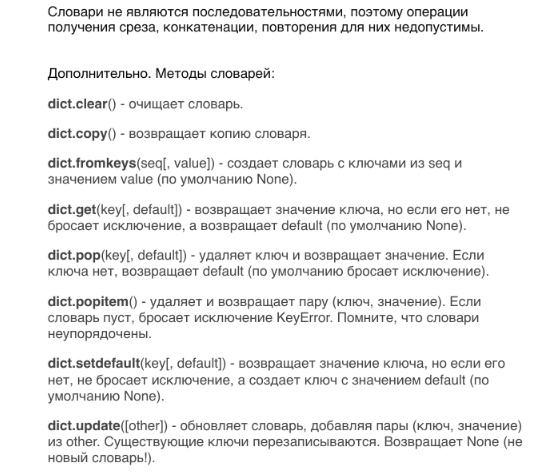 Словари не являются последовательностями, поэтому операции
получения среза, конкатенации, повторения для них недопустимы.
Дополнительно. Методы словарей:
dict.clear() - очищает словарь.
dict.copy() - возвращает копию словаря.
dict.fromkeys(seq[, value]) - создает словарь с ключами из seq и
значением value (по умолчанию None).
dict.get(key[, default]) - возвращает значение ключа, но если его нет, не
бросает исключение, а возвращает default (по умолчанию None).
dict.pop(key[, default]) - удаляет ключ и возвращает значение. Если
ключа нет, возвращает default (по умолчанию бросает исключение).
dict.popitem() - удаляет и возвращает пару (ключ, значение). Если
словарь пуст, бросает исключение KeyError. Помните, что словари
неупорядочены.
dict.setdefault(key[, default]) - возвращает значение ключа, но если его
нет, не бросает исключение, а создает ключ с значением default (по
умолчанию None).
dict.update([other]) - обновляет словарь, добавляя пары (ключ, значение)
из other. Существующие ключи перезаписываются. Возвращает None (не
новый словарь!).